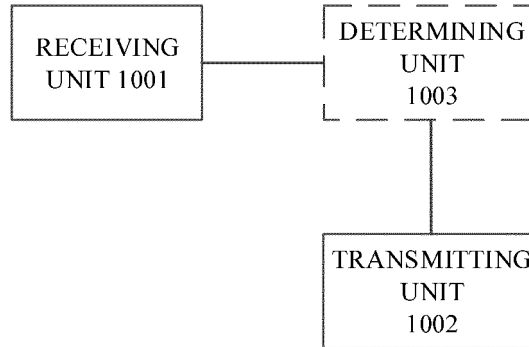 RECEIVING
UNIT 1001
DETERMINING
UNIT
1003
TRANSMITTING
UNIT
1002